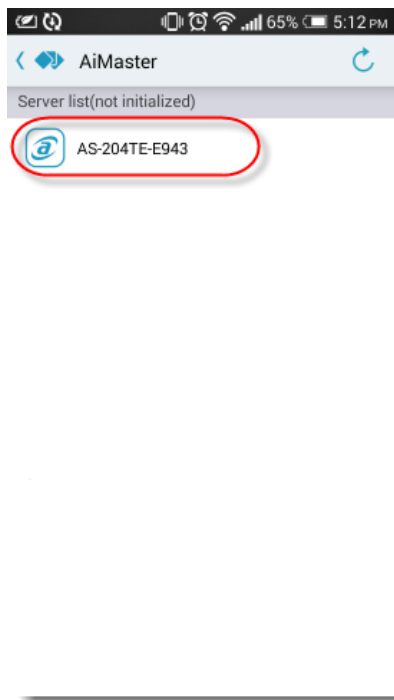 65% 5:12 PM
AiMaster
Server list(not initialized)
AS-204TE-E943